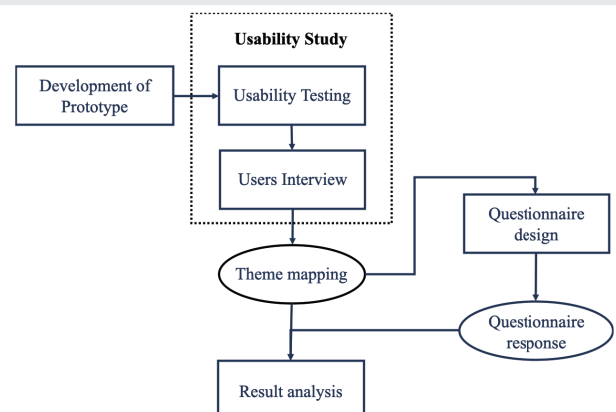 Usability Study
Development of
Prototype
Usability Testing
Users Interview
Questionnaire
design
Theme mapping
Questionnaire
response
Result analysis